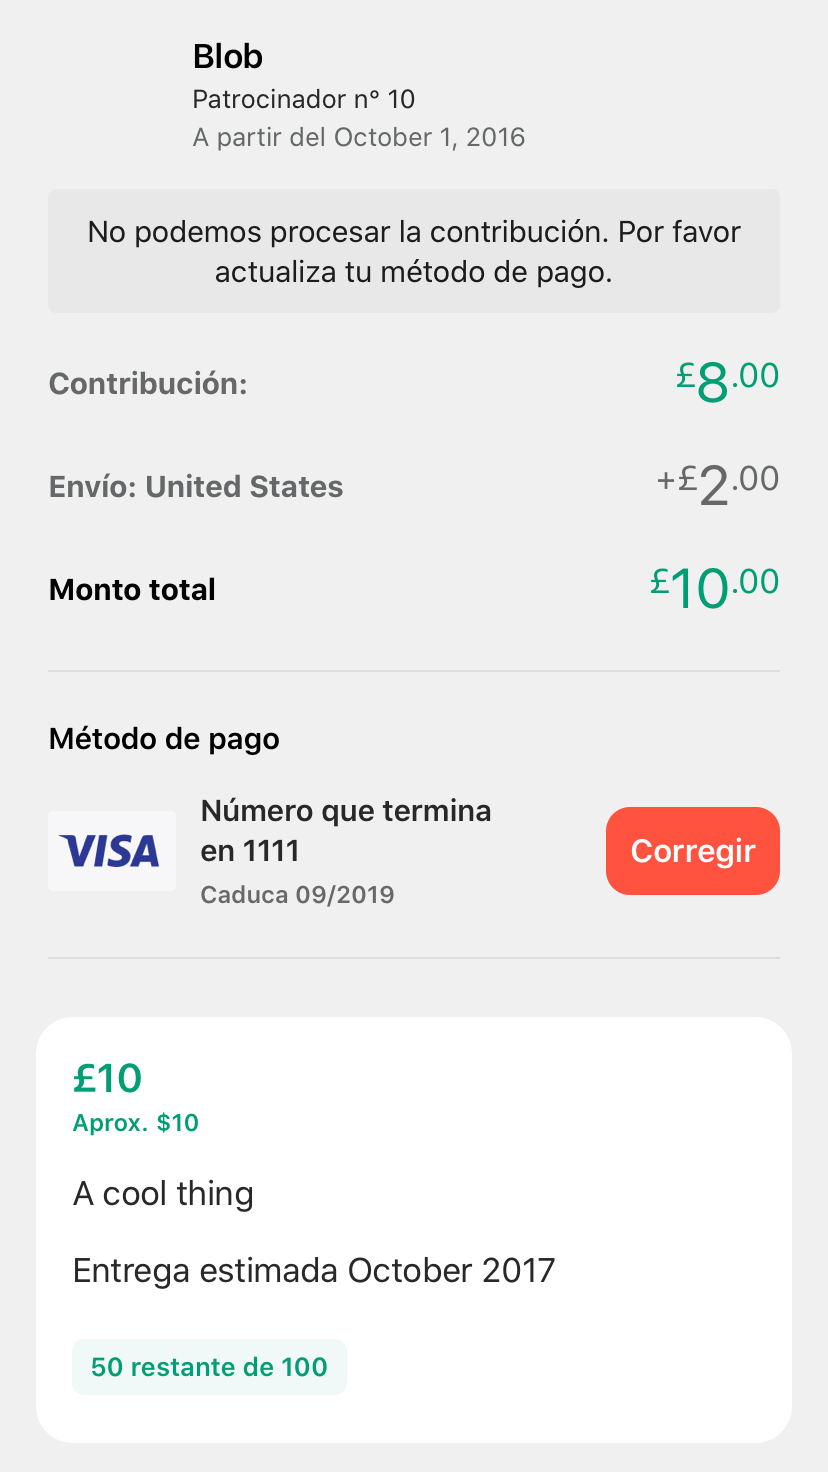 Blob
Patrocinador nº 10
A partir del October 1, 2016
No podemos procesar la contribución. Por favor
actualiza tu método de pago.
Contribución:
£8.00
Envío: United States
+£2.00
Monto total
£10.00
Método de pago
VISA
Número que termina
en 1111
Caduca 09/2019
Corregir
£10
Aprox. $10
A cool thing
Entrega estimada October 2017
50 restante de 100